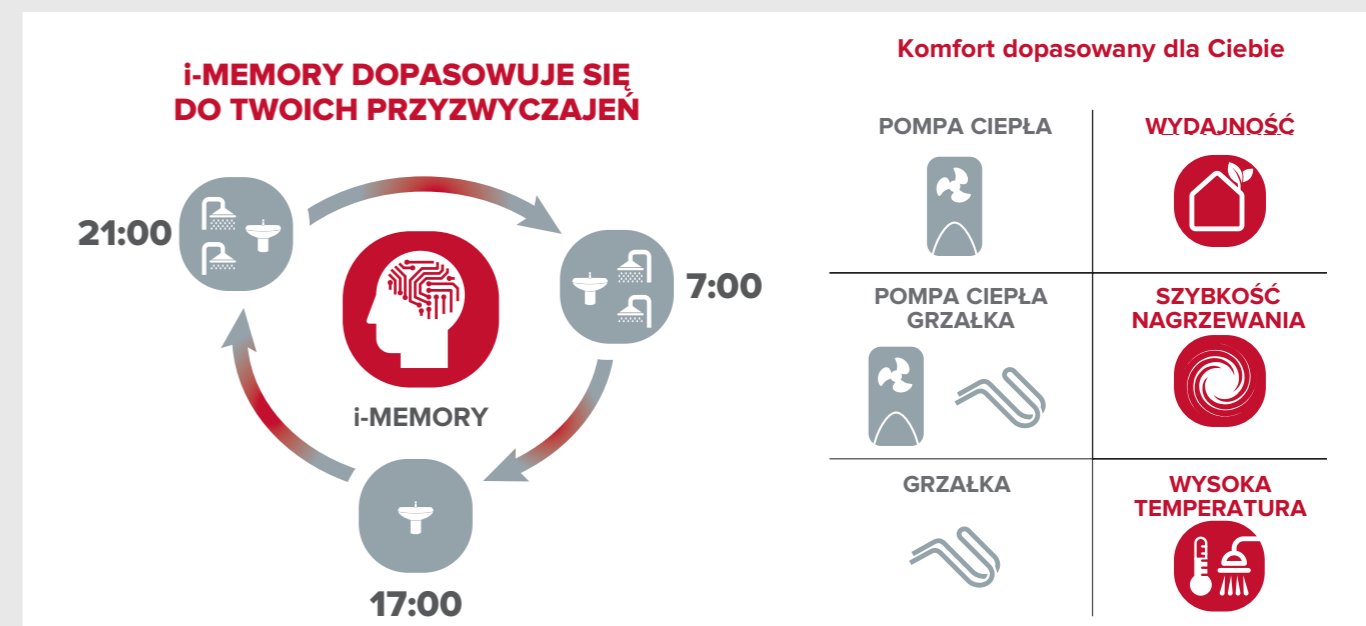 i-MEMORY DOPASOWUJE SIĘ
DO TWOICH PRZYZWYCZAJEŃ
21:00
7:00
i-MEMORY
17:00
Komfort dopasowany dla Ciebie
POMPA CIEPŁA
WYDAJNOŚĆ
POMPA CIEPŁA
GRZAŁKA
SZYBKOŚĆ
NAGRZEWANIA
GRZAŁKA
WYSOKA
TEMPERATURA